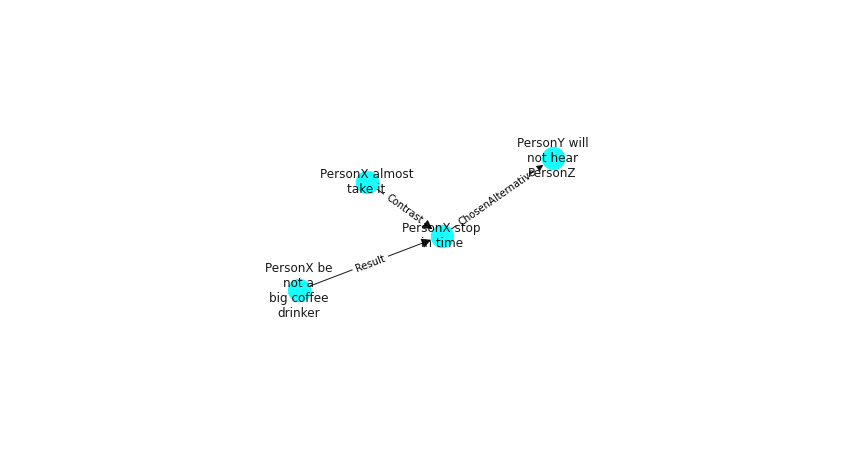 PersonY will
not hear
PersonZ
ChosenAlternative
PersonX almost
take it
Contrast
PersonX stop
in time
Result
PersonX be
not a
big coffee
drinker